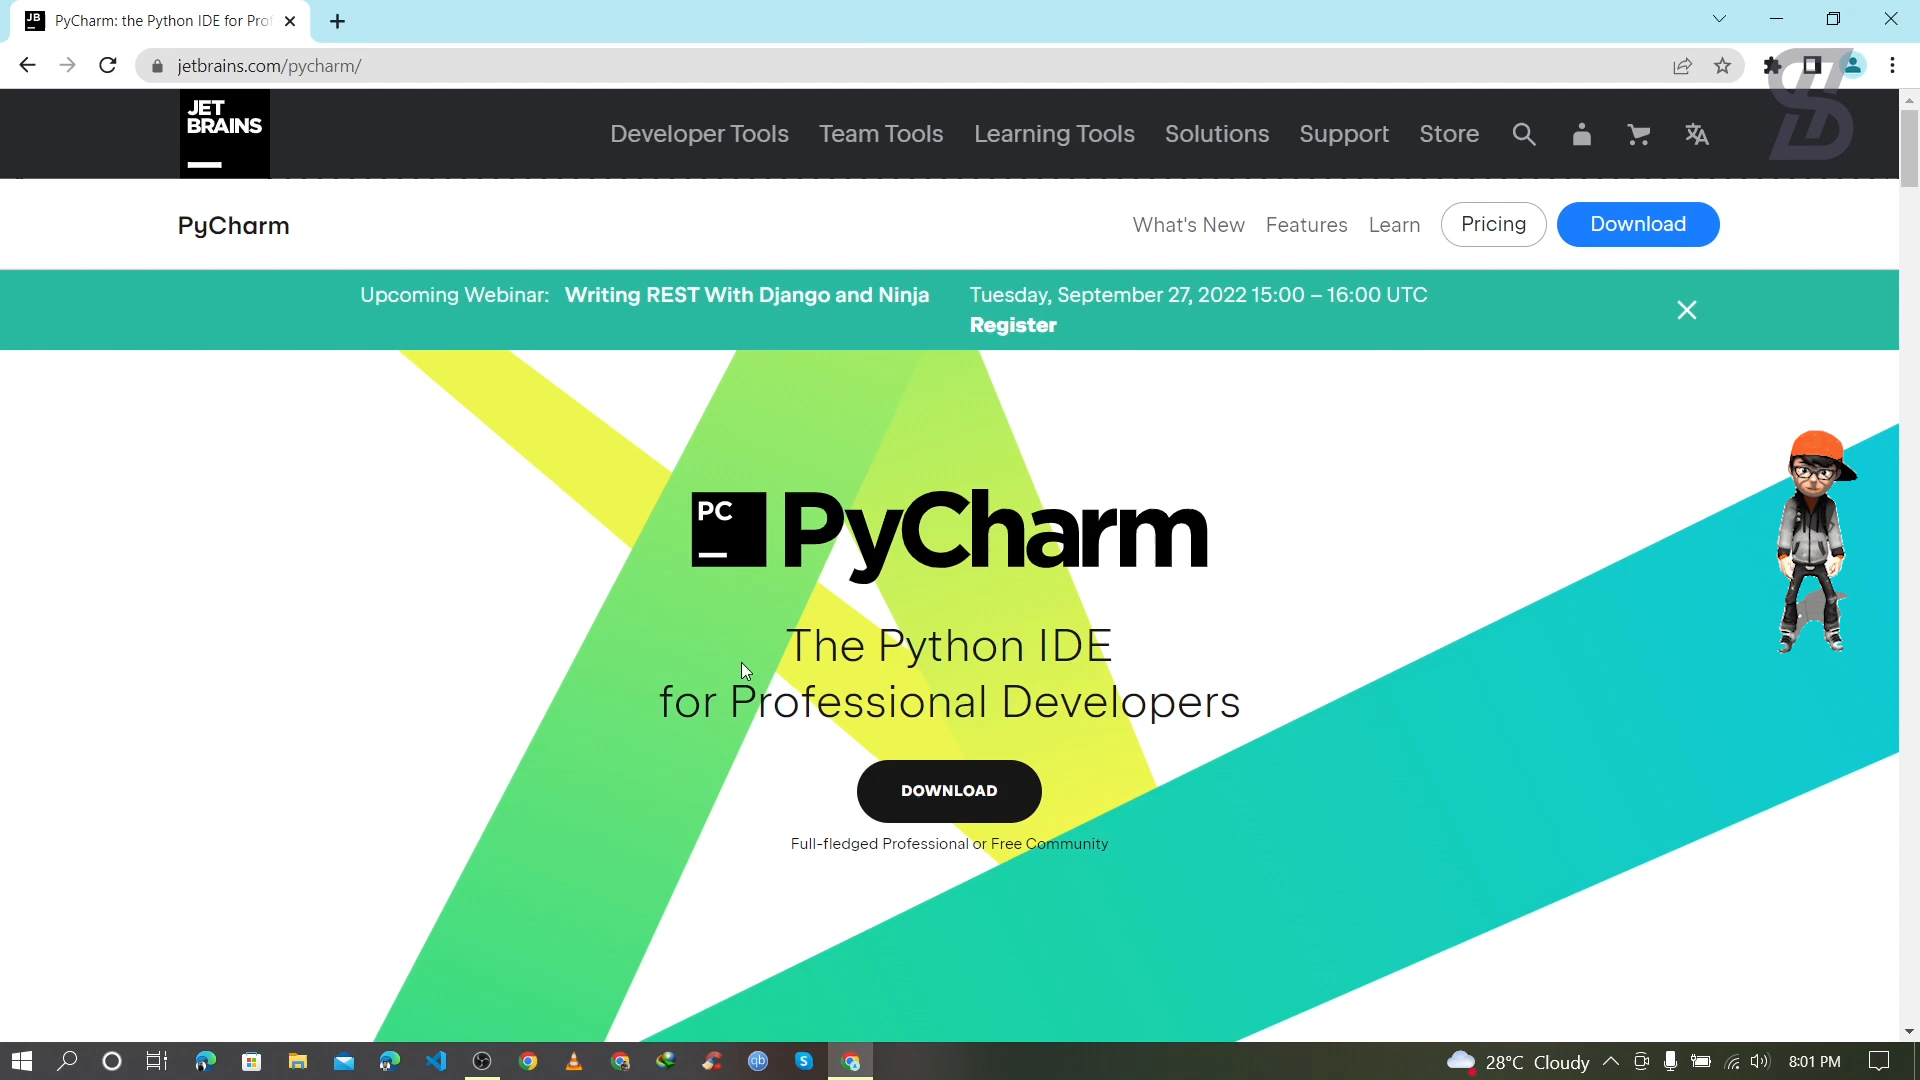 JB
PyCharm: the Python IDE for Prof
jetbrains.com/pycharm/
JET
BRAINS
Developer Tools
Team Tools
Learning Tools
Solutions
Support
Store
PyCharm
What's New
Features
Learn
Pricing
Download
Upcoming Webinar: Writing REST With Django and Ninja
Tuesday, September 27, 2022 15:00 – 16:00 UTC
Register
PC PyCharm
The Python IDE
for Professional Developers
DOWNLOAD
Full-fledged Professional or Free Community
qb
S
28°C Cloudy
8:01 PM